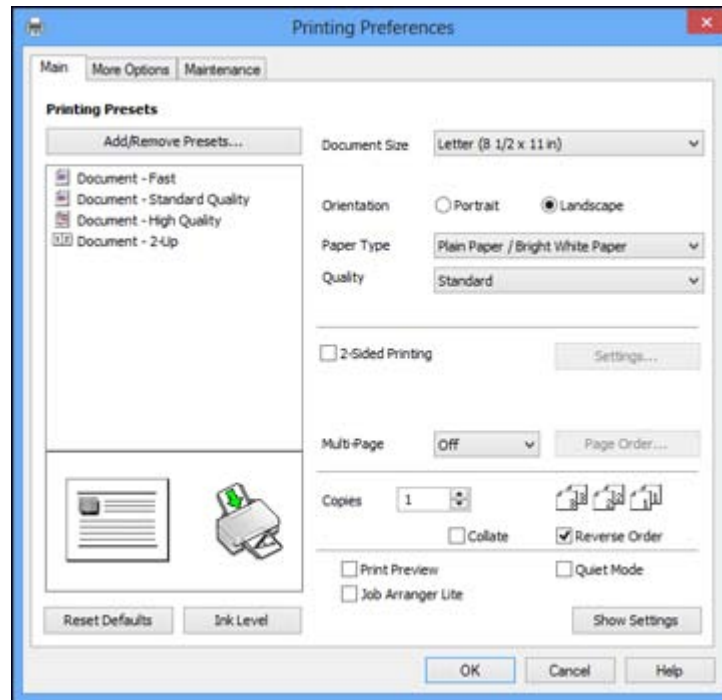 Printing Preferences
Main More Options Maintenance
Printing Presets
Add/Remove Presets...
Document - Fast
Document - Standard Quality
Document - High Quality
Document - 2-Up
Reset Defaults Ink Level
Document Size Letter (8 1/2 x 11 in)
Orientation Portrait Landscape
Paper Type Plain Paper / Bright White Paper
Quality Standard
2-Sided Printing Settings...
Multi-Page Off Page Order...
Copies 1
Collate Reverse Order
Print Preview Quiet Mode
Job Arranger Lite
Show Settings
OK Cancel Help